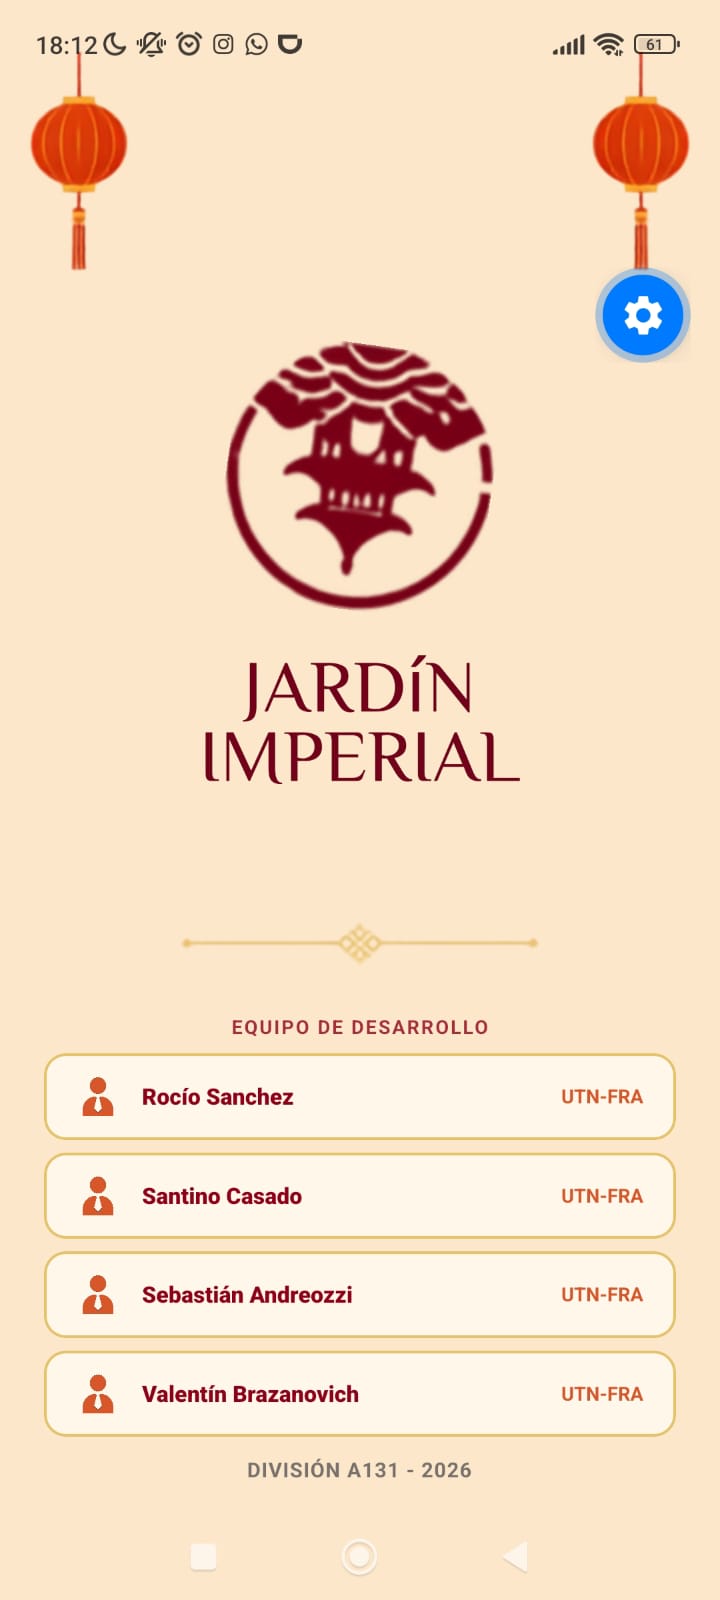 18:12
61
JARDíN
IMPERIAL
EQUIPO DE DESARROLLO
Rocío Sanchez UTN-FRA
Santino Casado UTN-FRA
Sebastián Andreozzi UTN-FRA
Valentín Brazanovich UTN-FRA
DIVISIÓN A131 - 2026